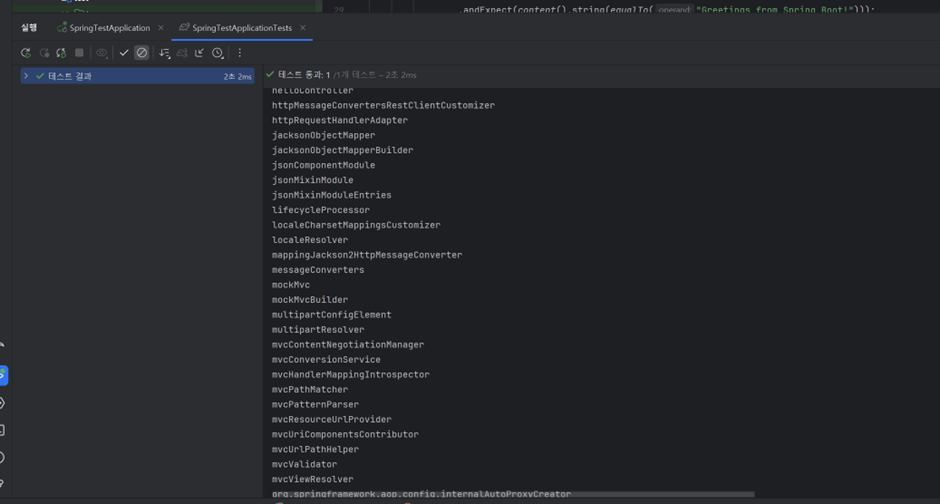 29 .andExpect(content().string(equalTo( operand: "Greetings from Spring Boot!")));
실행 SpringTestApplication × SpringTestApplicationTests ×
테스트 결과 2초 2ms
테스트 통과: 1 /1개 테스트 – 2초 2ms
helloController
httpMessageConvertersRestClientCustomizer
httpRequestHandlerAdapter
jacksonObjectMapper
jacksonObjectMapperBuilder
jsonComponentModule
jsonMixinModule
jsonMixinModuleEntries
lifecycleProcessor
localeCharsetMappingsCustomizer
localeResolver
mappingJackson2HttpMessageConverter
messageConverters
mockMvc
mockMvcBuilder
multipartConfigElement
multipartResolver
mvcContentNegotiationManager
mvcConversionService
mvcHandlerMappingIntrospector
mvcPathMatcher
mvcPatternParser
mvcResourceUrlProvider
mvcUriComponentsContributor
mvcUrlPathHelper
mvcValidator
mvcViewResolver
org.springframework.aop.config.internalAutoProxyCreator